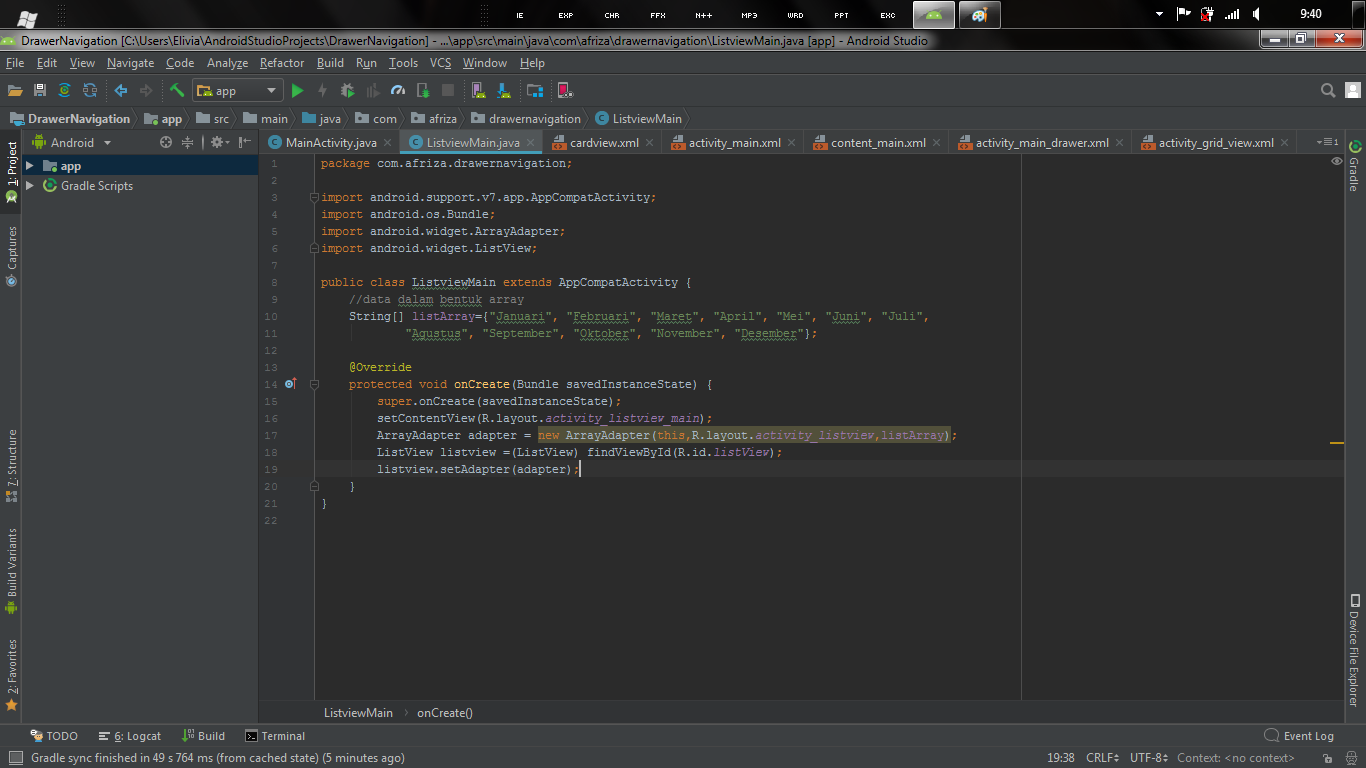 IE EXP CHR FFX N++ MP3 WRD PPT EXC 9:40
DrawerNavigation [C:\Users\Elivia\AndroidStudioProjects\DrawerNavigation] - ...\app\src\main\java\com\afriza\drawernavigation\ListviewMain.java [app] - Android Studio
File Edit View Navigate Code Analyze Refactor Build Run Tools VCS Window Help
app
DrawerNavigation app src main java com afriza drawernavigation ListviewMain
Android MainActivity.java ListviewMain.java cardview.xml activity_main.xml content_main.xml activity_main_drawer.xml activity_grid_view.xml 1
app
Gradle Scripts
1: Project
Captures
7: Structure
Build Variants
2: Favorites
1 package com.afriza.drawernavigation;
2
3 import android.support.v7.app.AppCompatActivity;
4 import android.os.Bundle;
5 import android.widget.ArrayAdapter;
6 import android.widget.ListView;
7
8 public class ListviewMain extends AppCompatActivity {
9 //data dalam bentuk array
10 String[] listArray={"Januari", "Februari", "Maret", "April", "Mei", "Juni", "Juli",
11 "Agustus", "September", "Oktober", "November", "Desember"};
12
13 @Override
14 protected void onCreate(Bundle savedInstanceState) {
15 super.onCreate(savedInstanceState);
16 setContentView(R.layout.activity_listview_main);
17 ArrayAdapter adapter = new ArrayAdapter(this,R.layout.activity_listview,listArray);
18 ListView listview =(ListView) findViewById(R.id.listView);
19 listview.setAdapter(adapter);
20 }
21 }
22
Gradle
Device File Explorer
ListviewMain onCreate()
TODO 6: Logcat Build Terminal Event Log
Gradle sync finished in 49 s 764 ms (from cached state) (5 minutes ago) 19:38 CRLF UTF-8 Context: <no context>